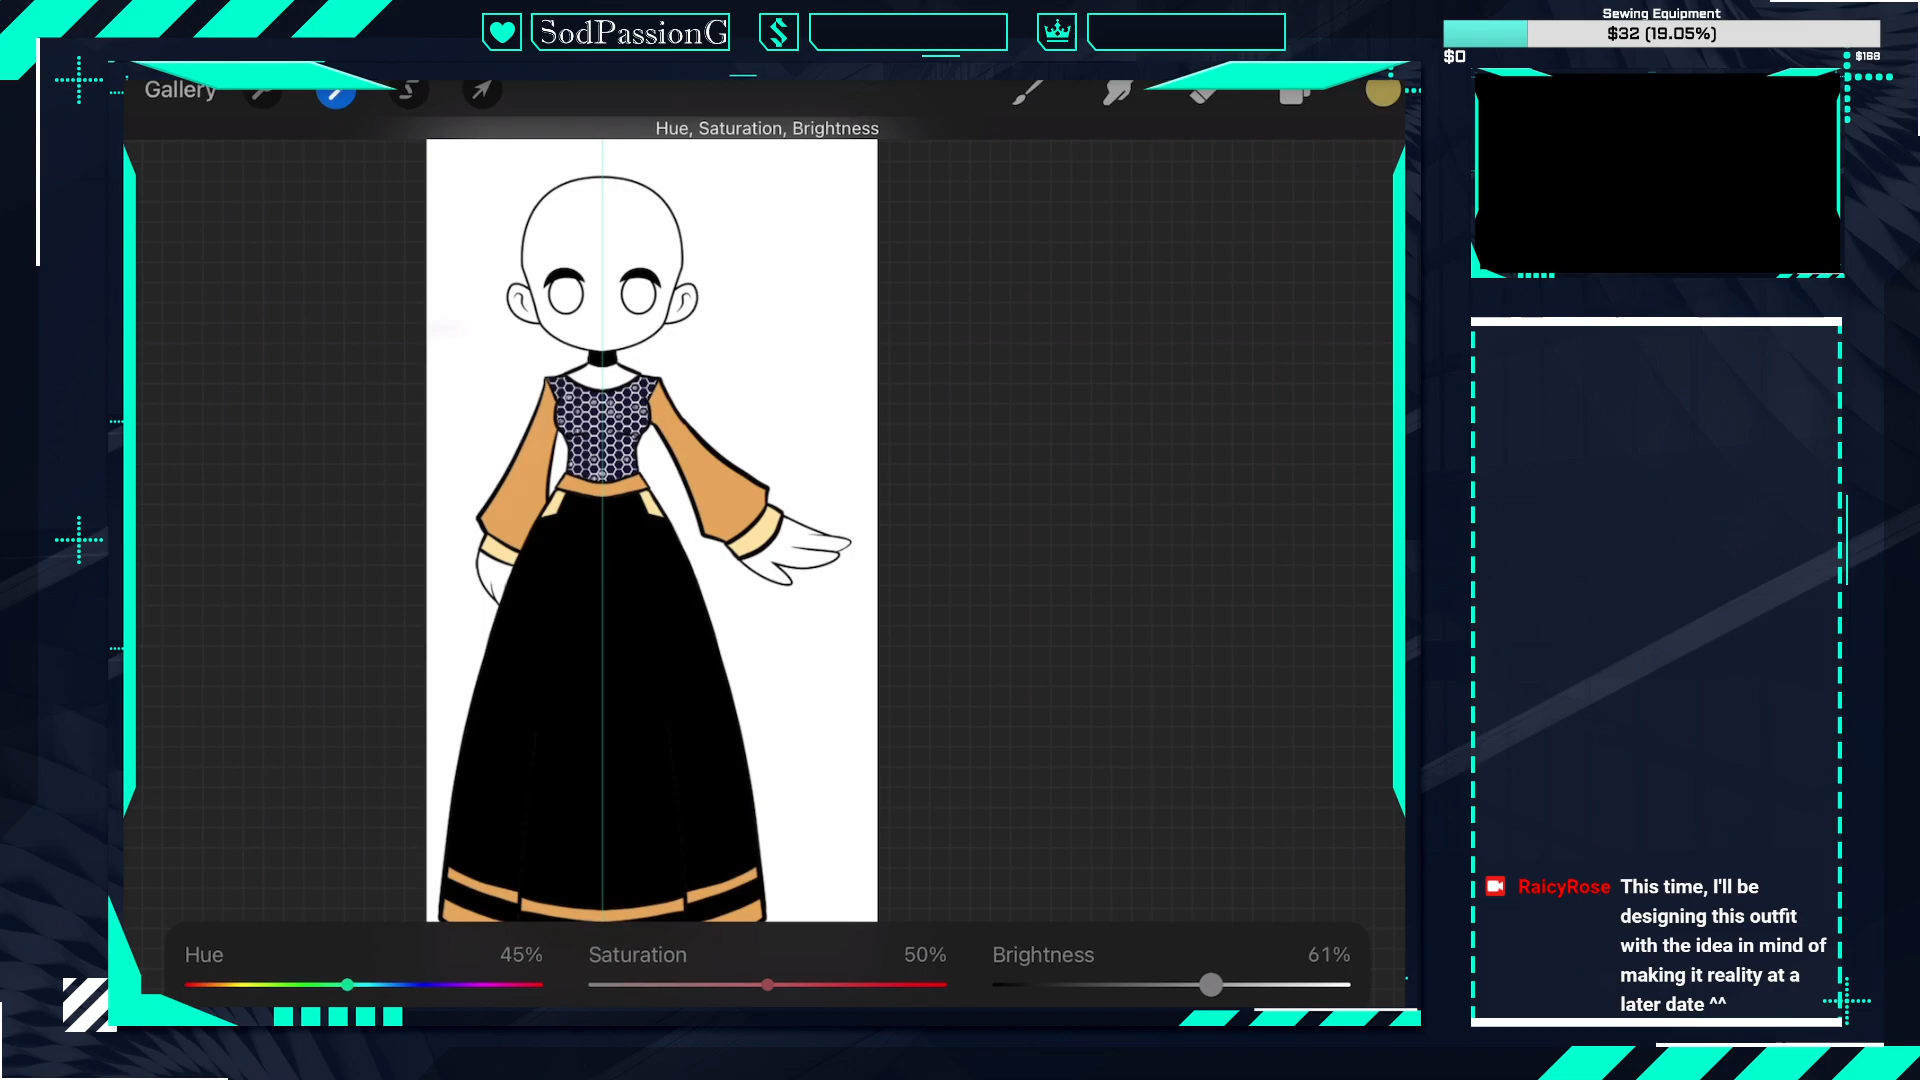 SodPassionG
Sewing Equipment
$32 (19.05%)
$0
$168
Gallery
Hue, Saturation, Brightness
Hue 45% Saturation 50% Brightness 61%
RaicyRose This time, I'll be
designing this outfit
with the idea in mind of
making it reality at a
later date ^^